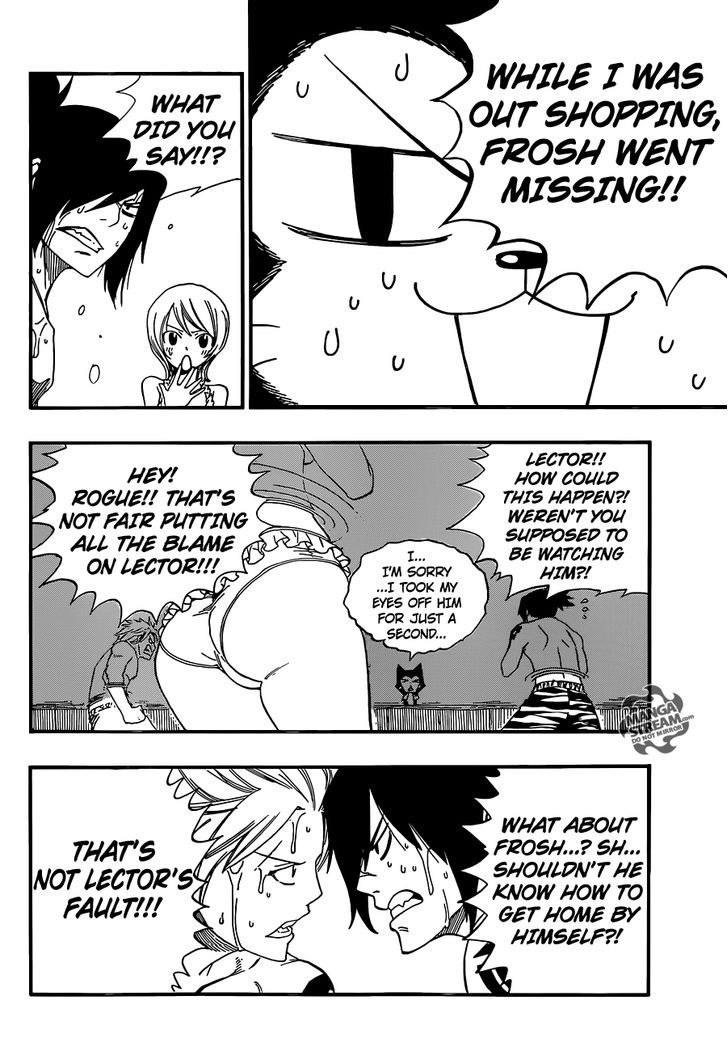 WHILE I WAS
OUT SHOPPING,
FROSH WENT
MISSING!!
WHAT
DID YOU
SAY!!?
HEY!
ROGUE!! THAT'S
NOT FAIR PUTTING
ALL THE BLAME
ON LECTOR!!!
I...
I'M SORRY
...I TOOK MY
EYES OFF HIM
FOR JUST A
SECOND...
LECTOR!!
HOW COULD
THIS HAPPEN?!
WEREN'T YOU
SUPPOSED TO
BE WATCHING
HIM?!
MANGA
STREAM.com
DO NOT MIRROR
THAT'S
NOT LECTOR'S
FAULT!!!
WHAT ABOUT
FROSH...? SH...
SHOULDN'T HE
KNOW HOW TO
GET HOME BY
HIMSELF?!